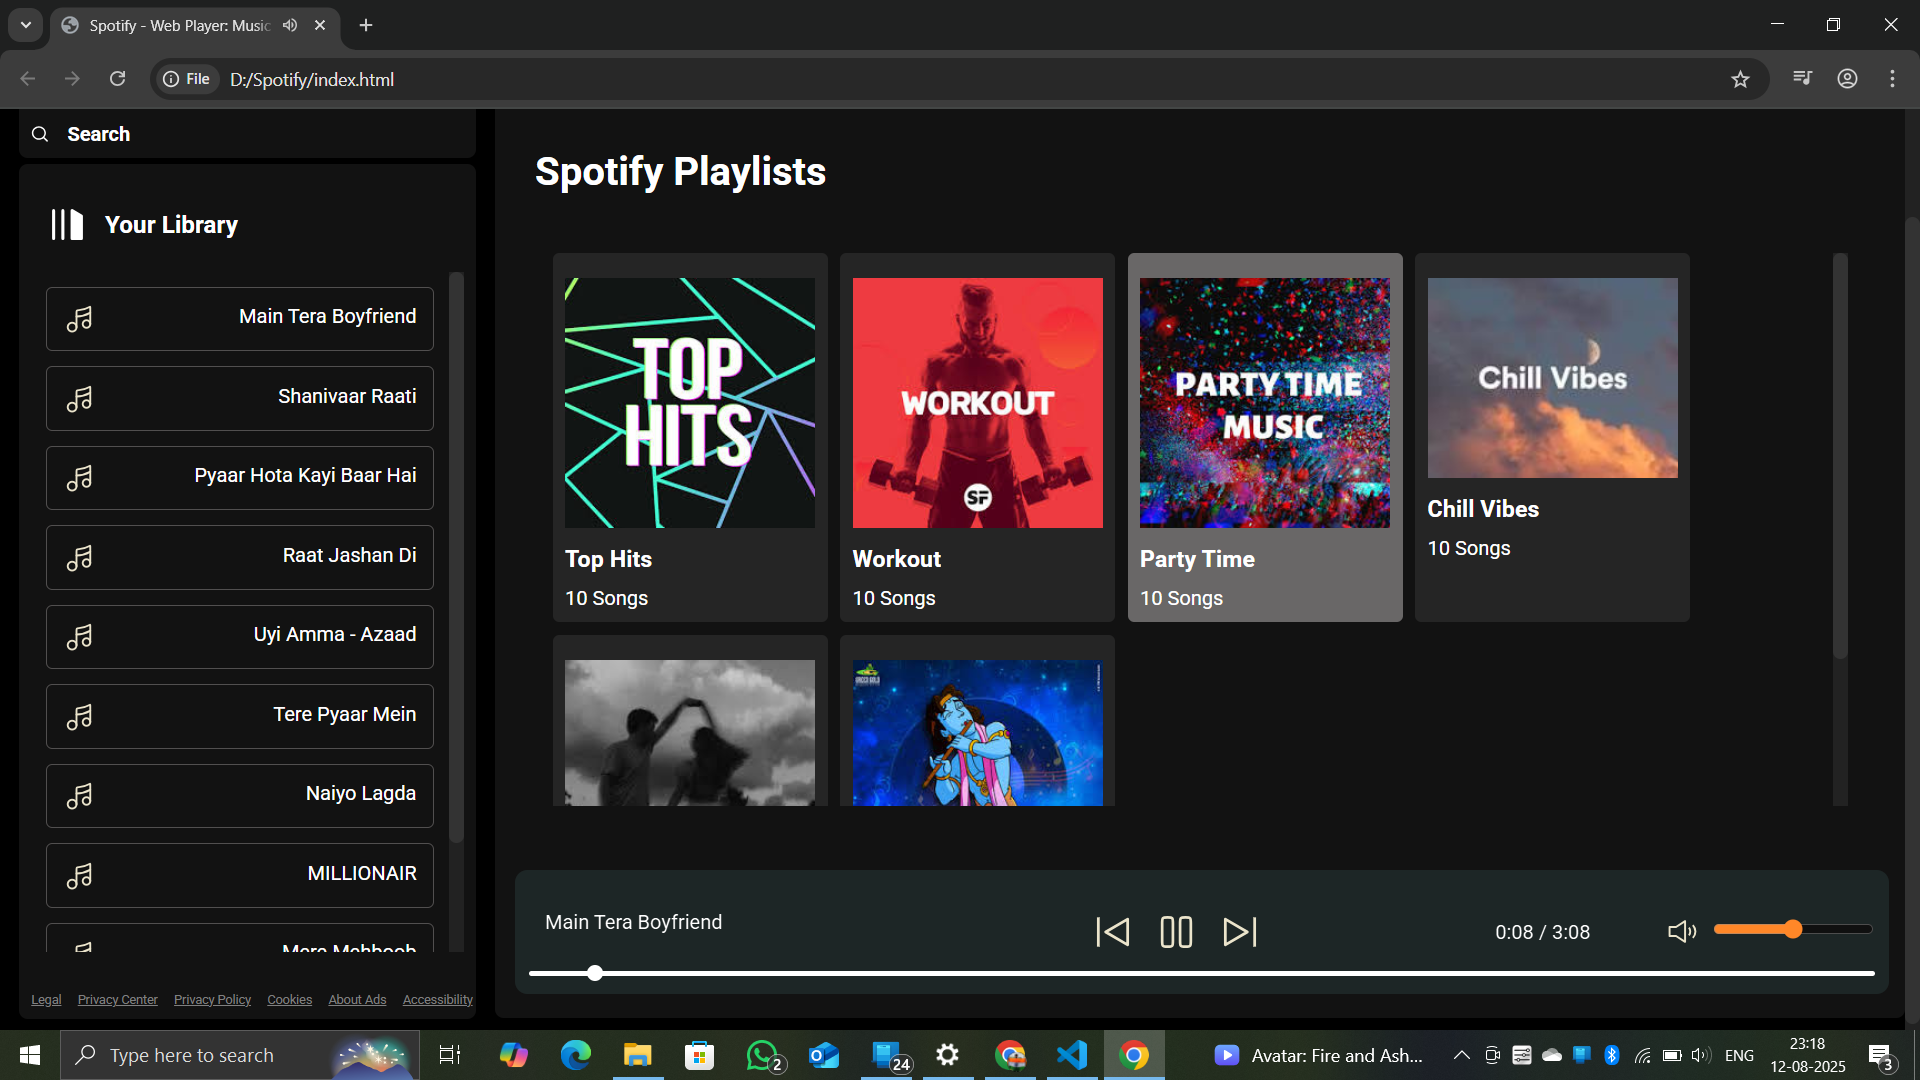 Spotify - Web Player: Music
File
D:/Spotify/index.html
Search
Your Library
Main Tera Boyfriend
Shanivaar Raati
Pyaar Hota Kayi Baar Hai
Raat Jashan Di
Uyi Amma - Azaad
Tere Pyaar Mein
Naiyo Lagda
MILLIONAIR
Mere Mehboob
Legal Privacy Center Privacy Policy Cookies About Ads Accessibility
Spotify Playlists
TOP
HITS
Top Hits
10 Songs
WORKOUT
SF
Workout
10 Songs
PARTY TIME
MUSIC
Party Time
10 Songs
Chill Vibes
Chill Vibes
10 Songs
Main Tera Boyfriend
0:08 / 3:08
Type here to search
2
24
Avatar: Fire and Ash...
ENG
23:18
12-08-2025
3